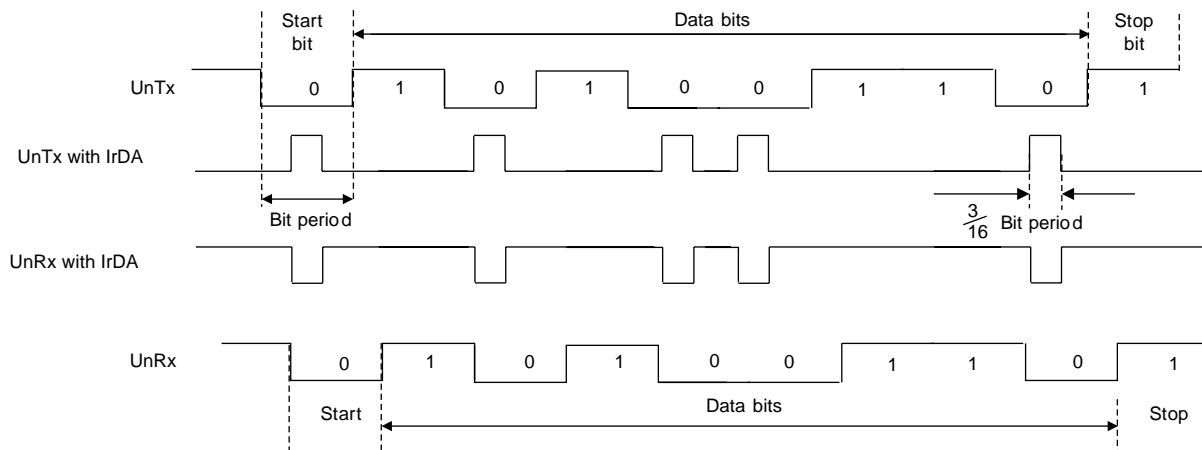 Start bit
Data bits
Stop bit
UnTx
0 1 0 1 0 0 1 1 0 1
UnTx with IrDA
Bit period
3/16 Bit period
UnRx with IrDA
UnRx
0 1 0 1 0 0 1 1 0 1
Start
Data bits
Stop